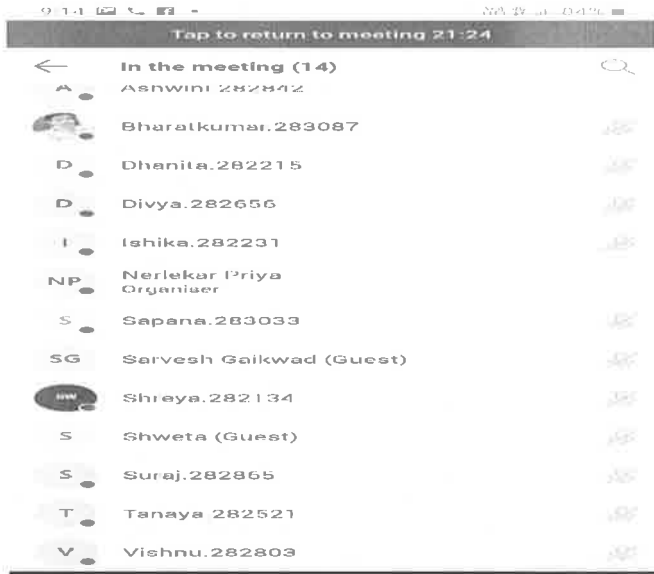 9:14
Tap to return to meeting 21:24
In the meeting (14)
A Ashwini 282842
Bharatkumar.283087
D Dhanita.282215
D Divya.282656
I Ishika.282231
NP Nerlekar Priya
Organiser
S Sapana.283033
SG Sarvesh Gaikwad (Guest)
Shreya.282134
S Shweta (Guest)
S Suraj.282865
T Tanaya 282521
V Vishnu.282803